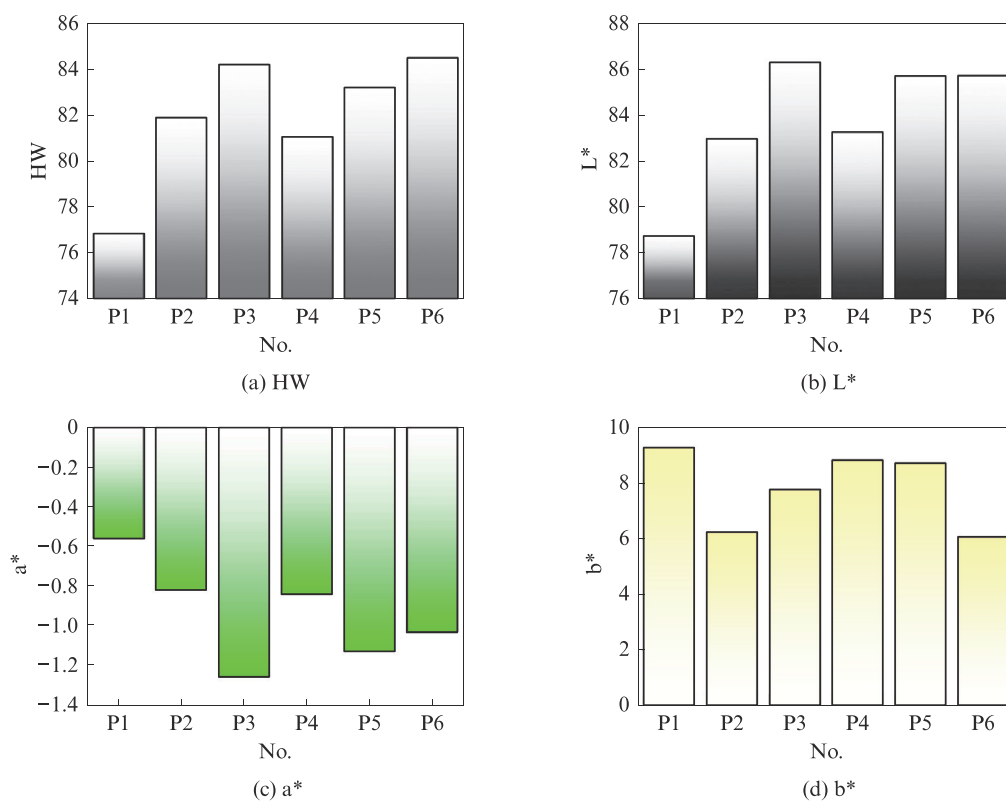 86
84
82
80
78
76
74
HW
P1 P2 P3 P4 P5 P6
No.
(a) HW
88
86
84
82
80
78
76
L*
P1 P2 P3 P4 P5 P6
No.
(b) L*
0
−0.2
−0.4
−0.6
−0.8
−1.0
−1.2
−1.4
a*
P1 P2 P3 P4 P5 P6
No.
(c) a*
10
8
6
4
2
0
b*
P1 P2 P3 P4 P5 P6
No.
(d) b*